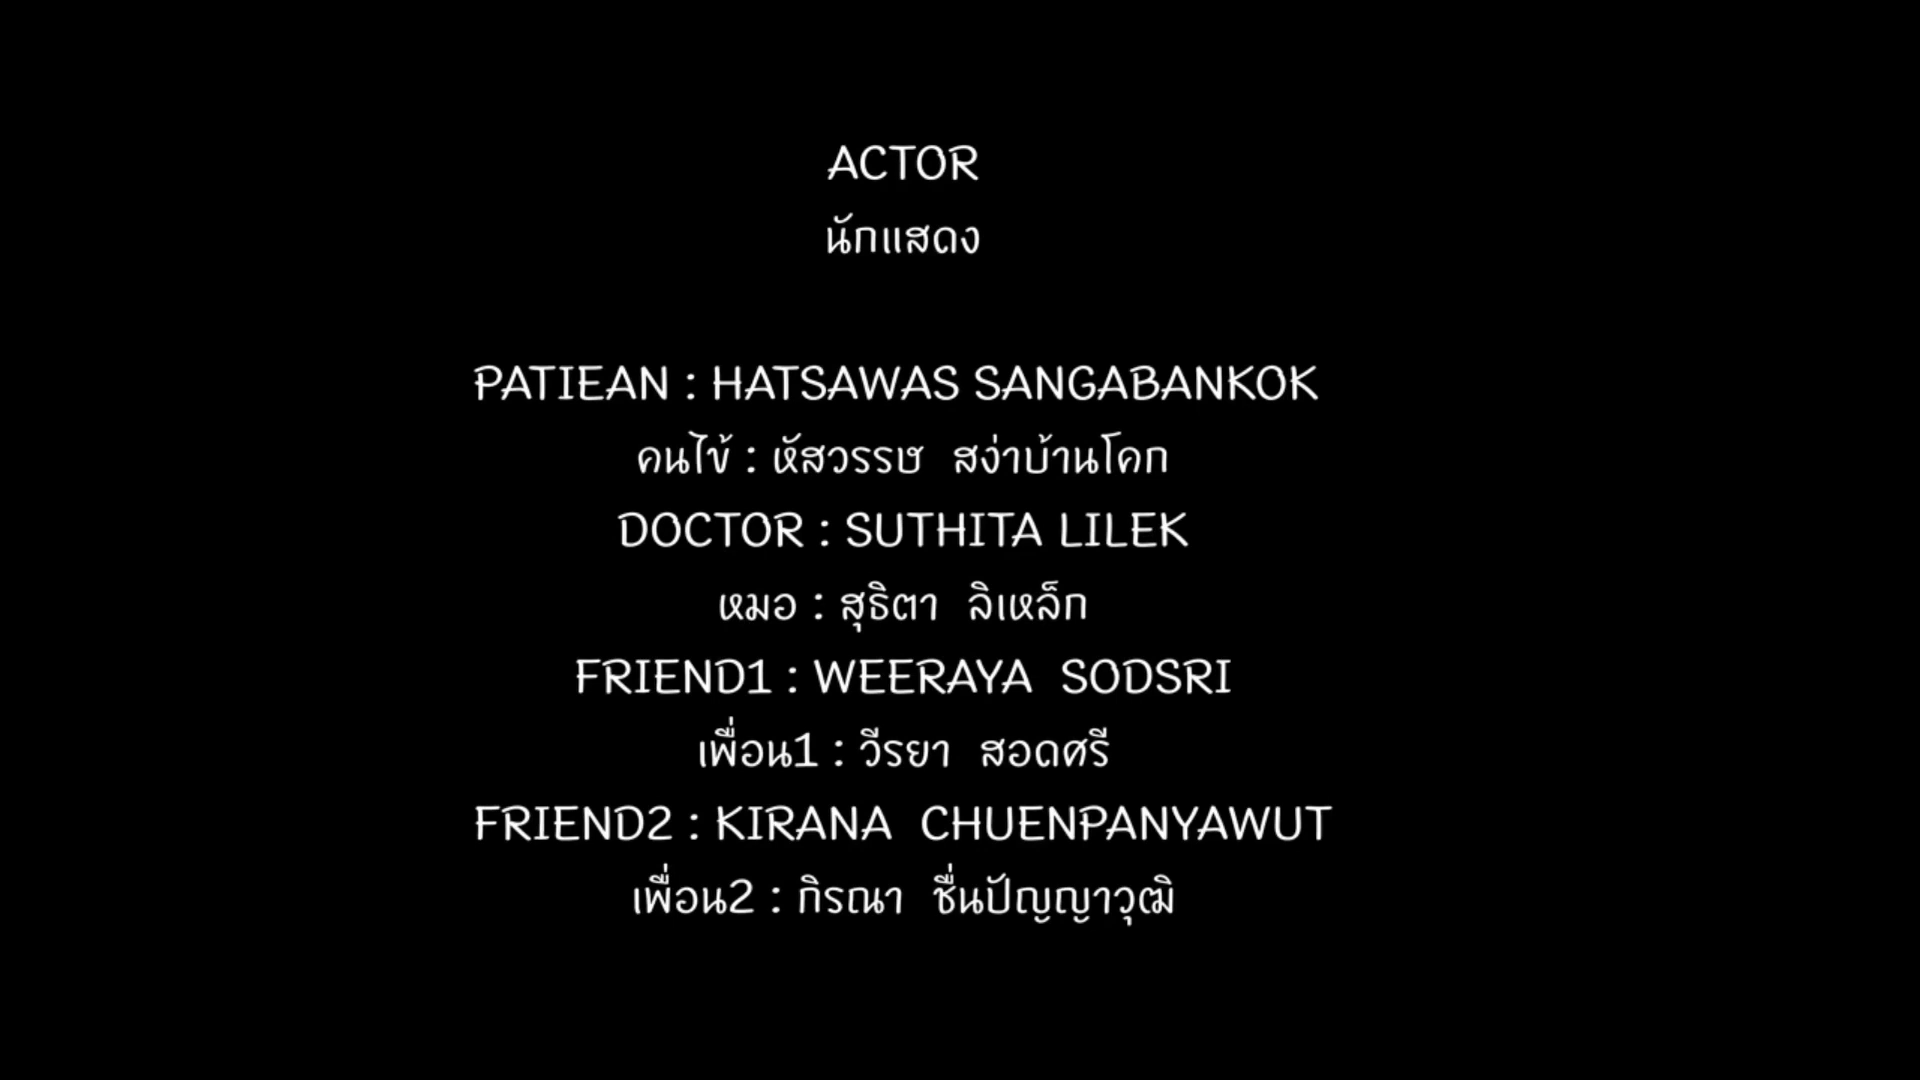 ACTOR
นักแสดง
PATIEAN : HATSAWAS SANGABANKOK
คนไข้ : หัสวรรษ สง่าบ้านโคก
DOCTOR : SUTHITA LILEK
หมอ : สุธิตา ลิเหล็ก
FRIEND1 : WEERAYA SODSRI
เพื่อน1 : วีรยา สอดศรี
FRIEND2 : KIRANA CHUENPANYAWUT
เพื่อน2 : กิรณา ชื่นปัญญาวุฒิ